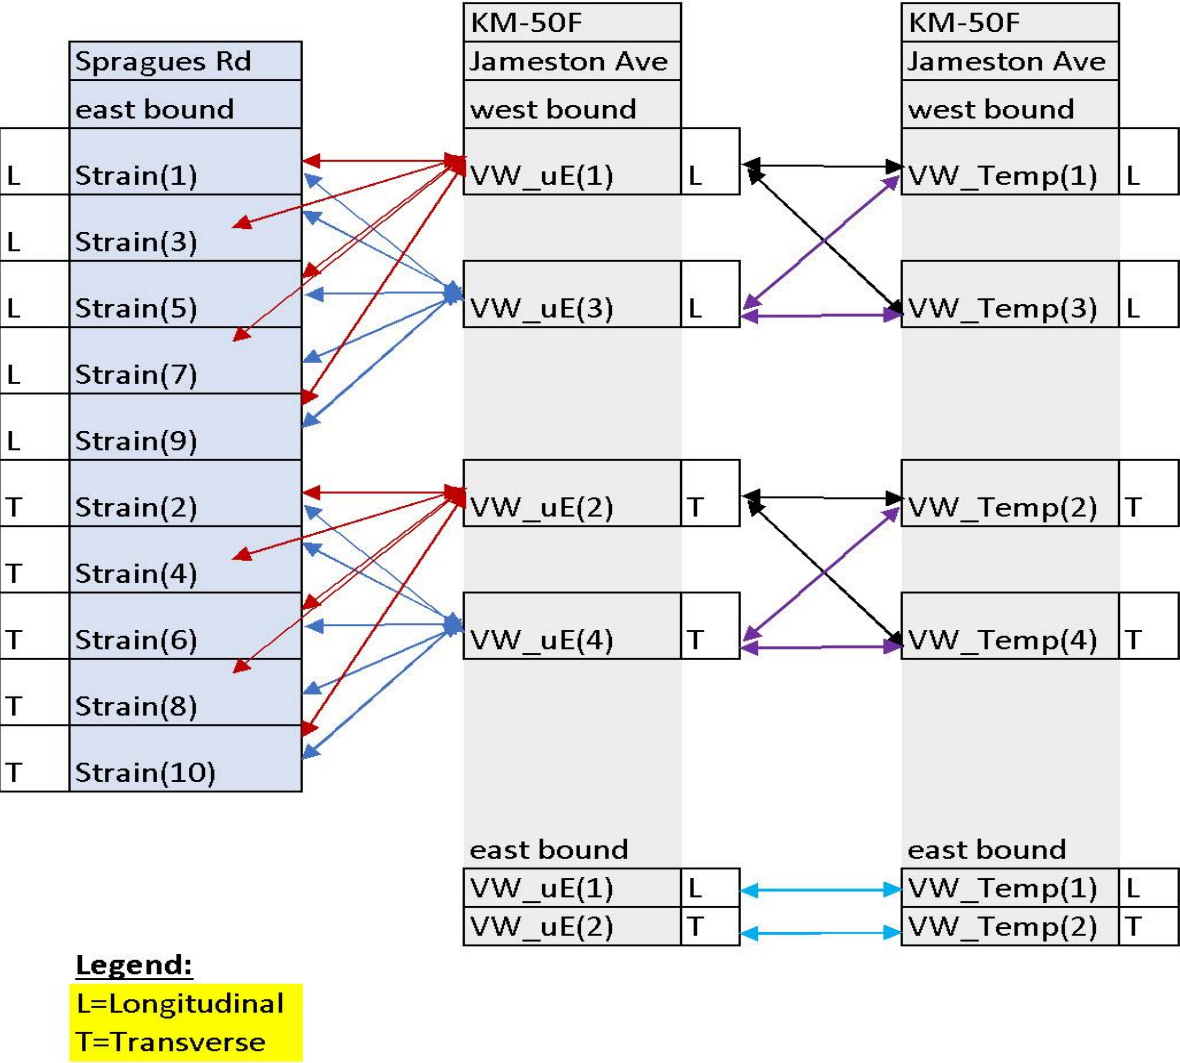 KM-50F
KM-50F
Spragues Rd
Jameston Ave
Jameston Ave
east bound
west bound
west bound
L Strain(1)
VW_uE(1) L
VW_Temp(1) L
L Strain(3)
L Strain(5)
VW_uE(3) L
VW_Temp(3) L
L Strain(7)
L Strain(9)
T Strain(2)
VW_uE(2) T
VW_Temp(2) T
T Strain(4)
T Strain(6)
VW_uE(4) T
VW_Temp(4) T
T Strain(8)
T Strain(10)
east bound
east bound
VW_uE(1) L
VW_Temp(1) L
VW_uE(2) T
VW_Temp(2) T
Legend:
L=Longitudinal
T=Transverse